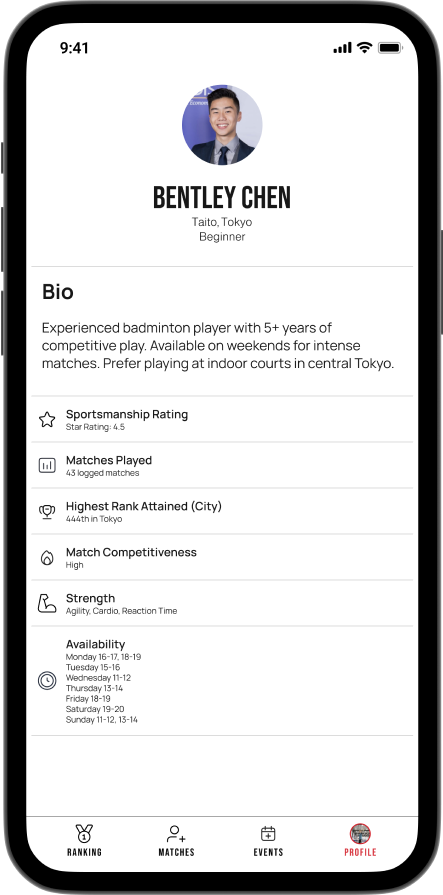 9:41
BENTLEY CHEN
Taito, Tokyo
Beginner
Bio
Experienced badminton player with 5+ years of
competitive play. Available on weekends for intense
matches. Prefer playing at indoor courts in central Tokyo.
Sportsmanship Rating
Star Rating: 4.5
Matches Played
43 logged matches
Highest Rank Attained (City)
444th in Tokyo
Match Competitiveness
High
Strength
Agility, Cardio, Reaction Time
Availability
Monday 16-17, 18-19
Tuesday 15-16
Wednesday 11-12
Thursday 13-14
Friday 18-19
Saturday 19-20
Sunday 11-12, 13-14
1
RANKING
MATCHES
EVENTS
PROFILE